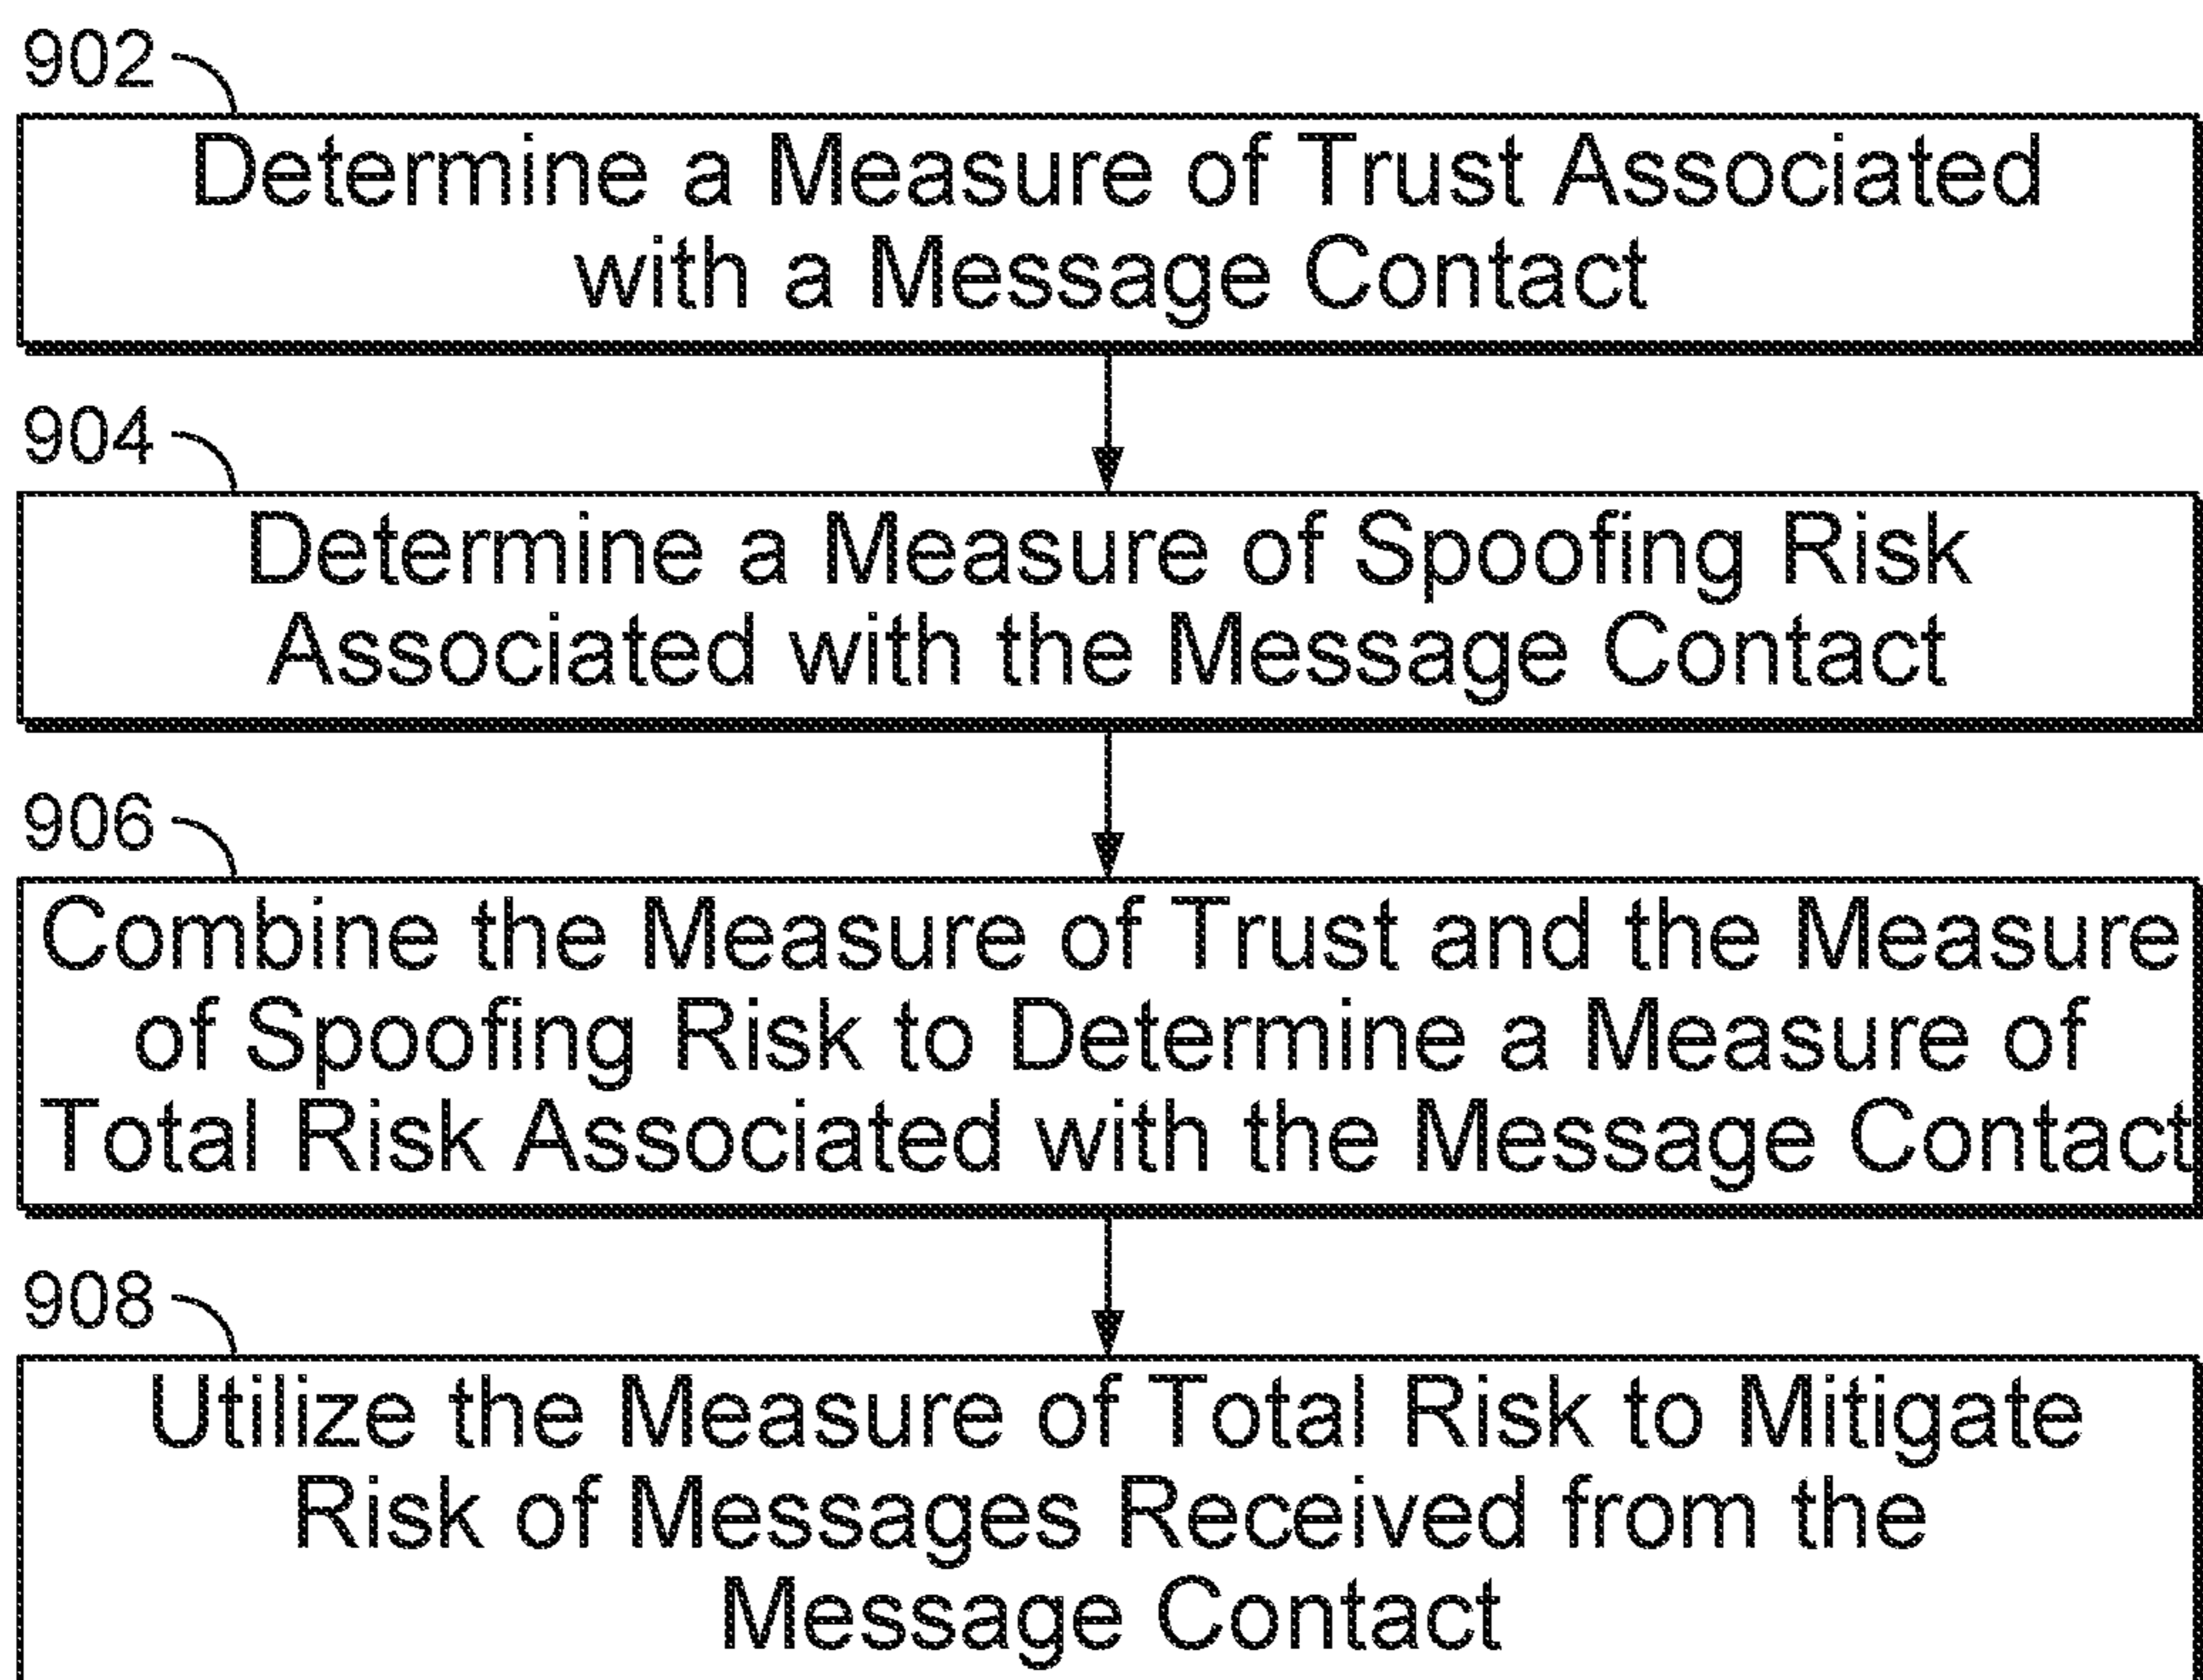 902
Determine a Measure of Trust Associated
with a Message Contact
904
Determine a Measure of Spoofing Risk
Associated with the Message Contact
906
Combine the Measure of Trust and the Measure
of Spoofing Risk to Determine a Measure of
Total Risk Associated with the Message Contact
908
Utilize the Measure of Total Risk to Mitigate
Risk of Messages Received from the
Message Contact